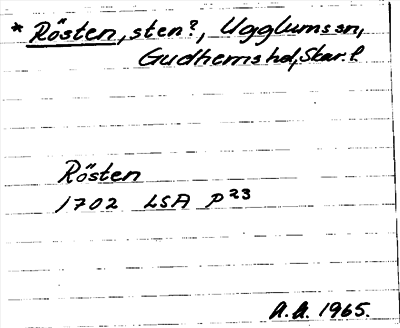 * Rösten, sten?, Ugglums sn,
Gudhems hd, Skar. l.
Rösten
1702 LSA P23
A.A. 1965.